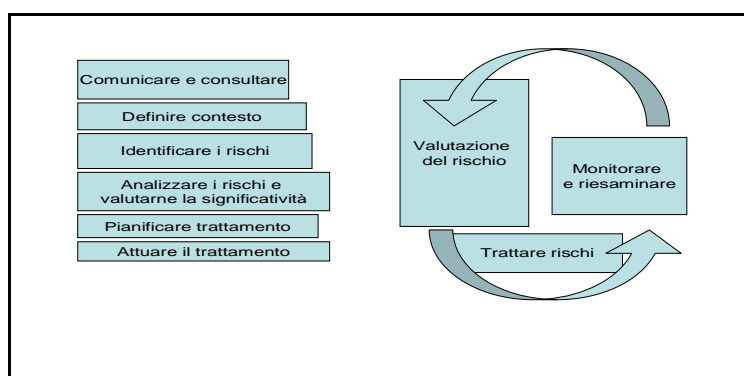 Comunicare e consultare
Definire contesto
Identificare i rischi
Analizzare i rischi e
valutarne la significatività
Pianificare trattamento
Attuare il trattamento
Valutazione
del rischio
Monitorare
e riesaminare
Trattare rischi